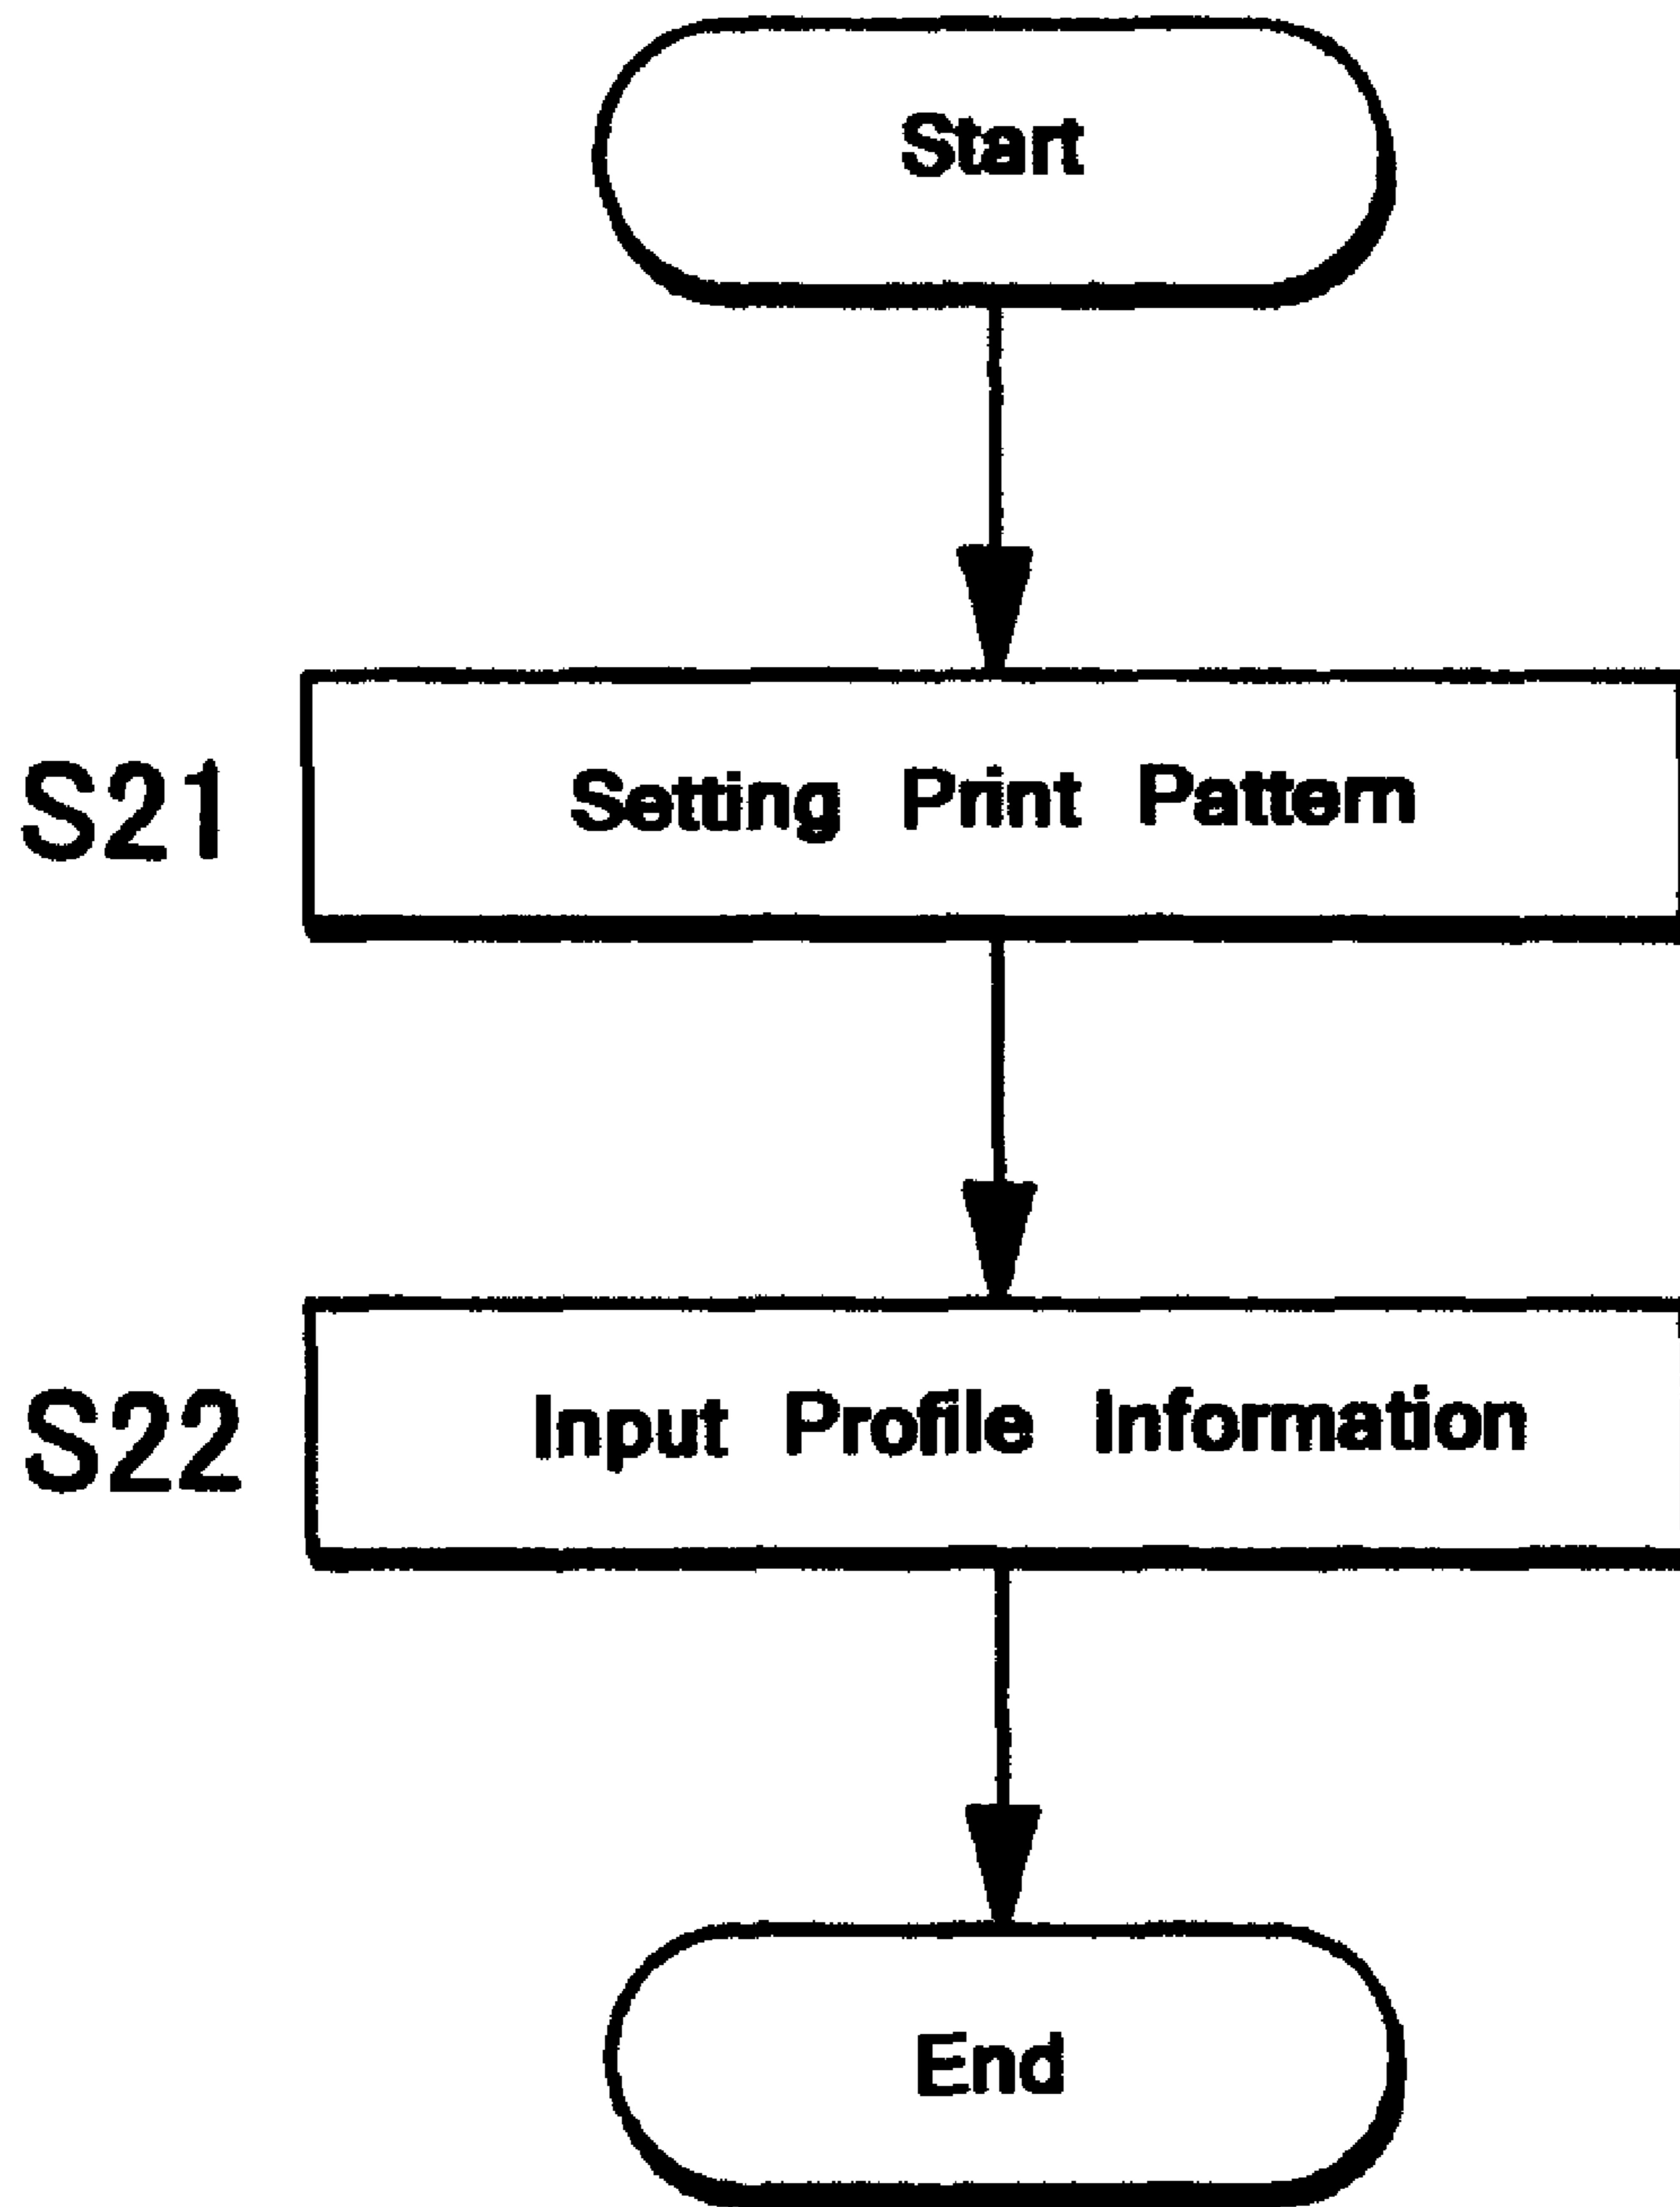 Start
S21 Setting Print Pattern
S22 Input Profile Information
End